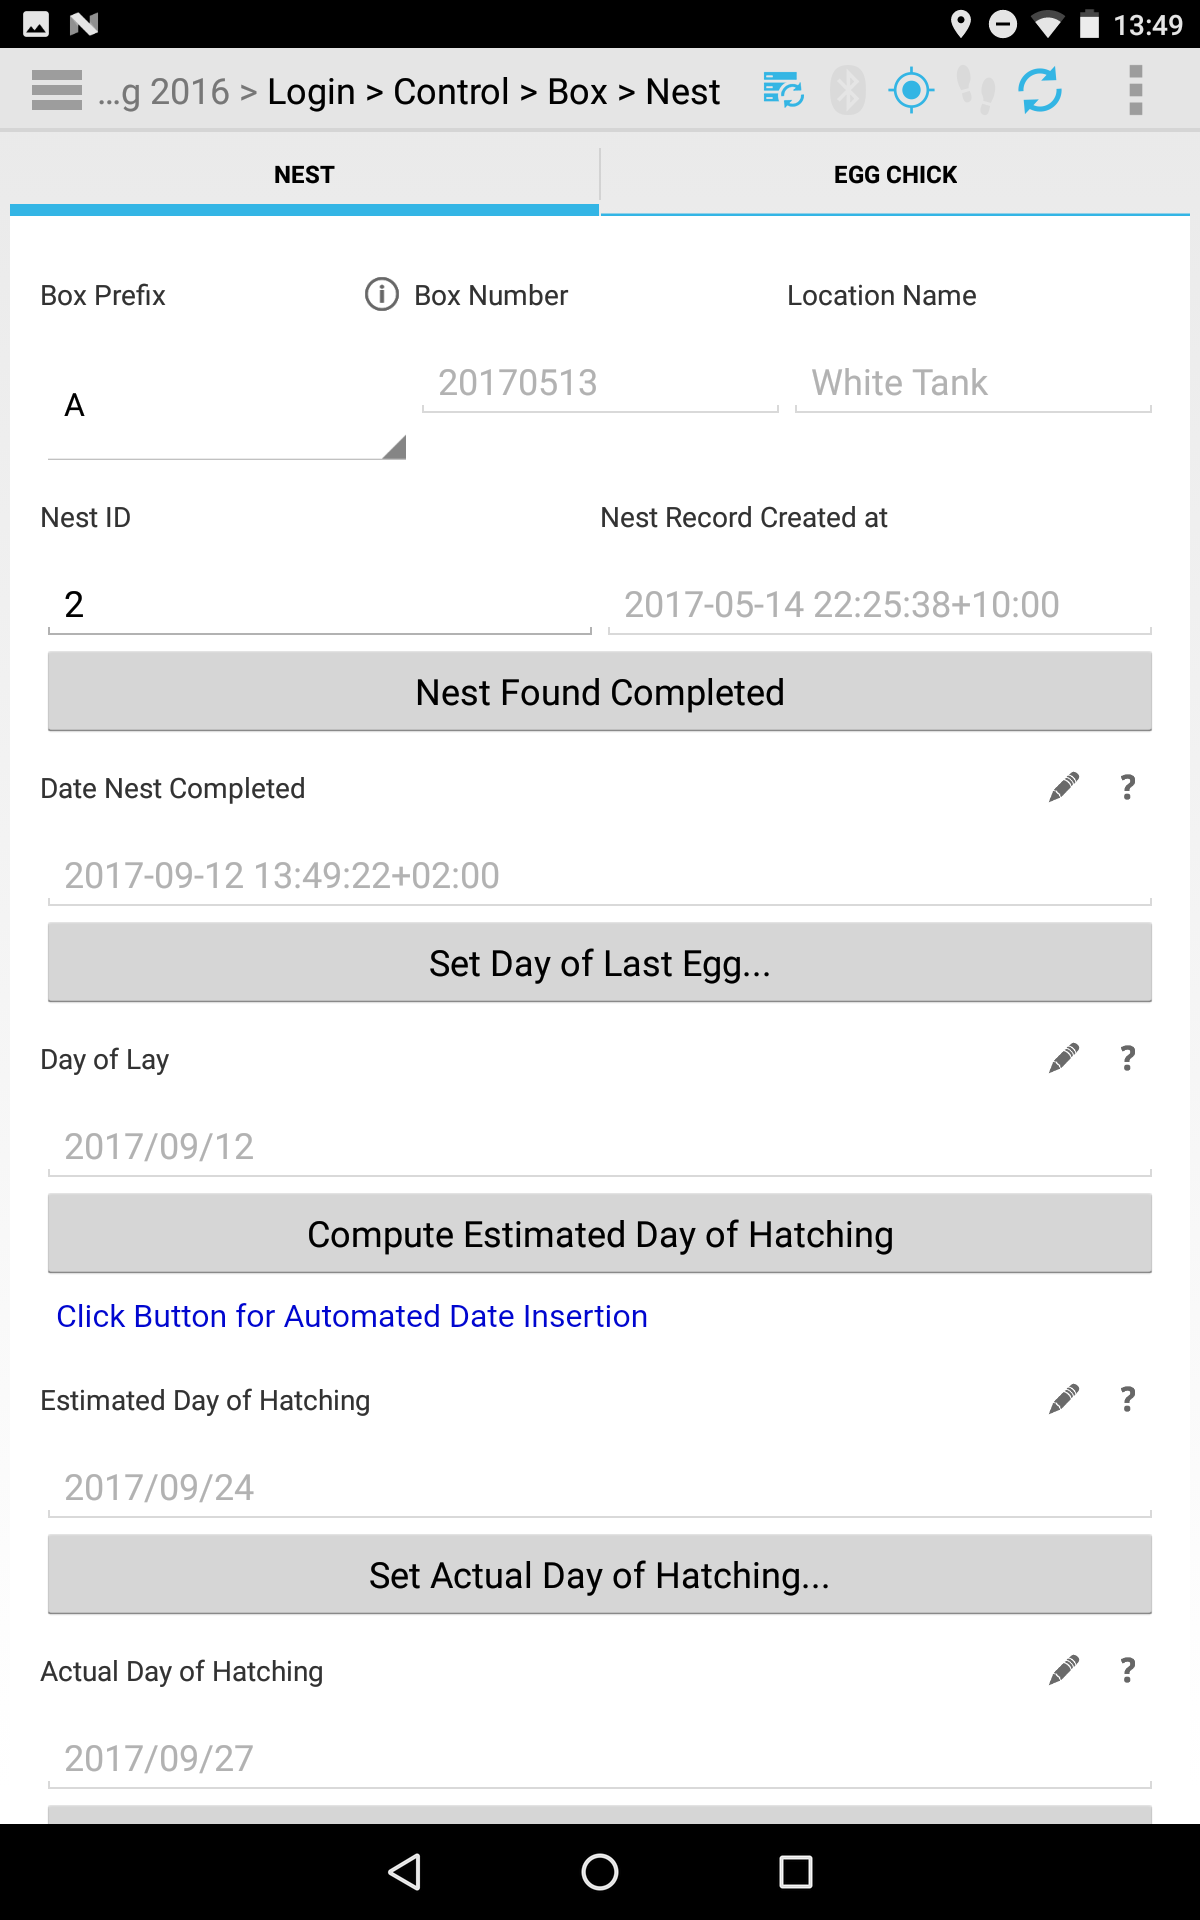 13:49
...g 2016 > Login > Control > Box > Nest
NEST
EGG CHICK
Box Prefix
Box Number
Location Name
A
20170513
White Tank
Nest ID
Nest Record Created at
2
2017-05-14 22:25:38+10:00
Nest Found Completed
Date Nest Completed
?
2017-09-12 13:49:22+02:00
Set Day of Last Egg...
Day of Lay
?
2017/09/12
Compute Estimated Day of Hatching
Click Button for Automated Date Insertion
Estimated Day of Hatching
?
2017/09/24
Set Actual Day of Hatching...
Actual Day of Hatching
?
2017/09/27